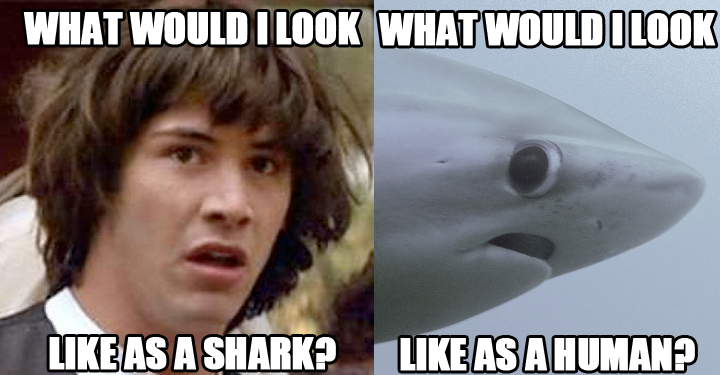 WHAT WOULD I LOOK
LIKE AS A SHARK?
WHAT WOULD I LOOK
LIKE AS A HUMAN?